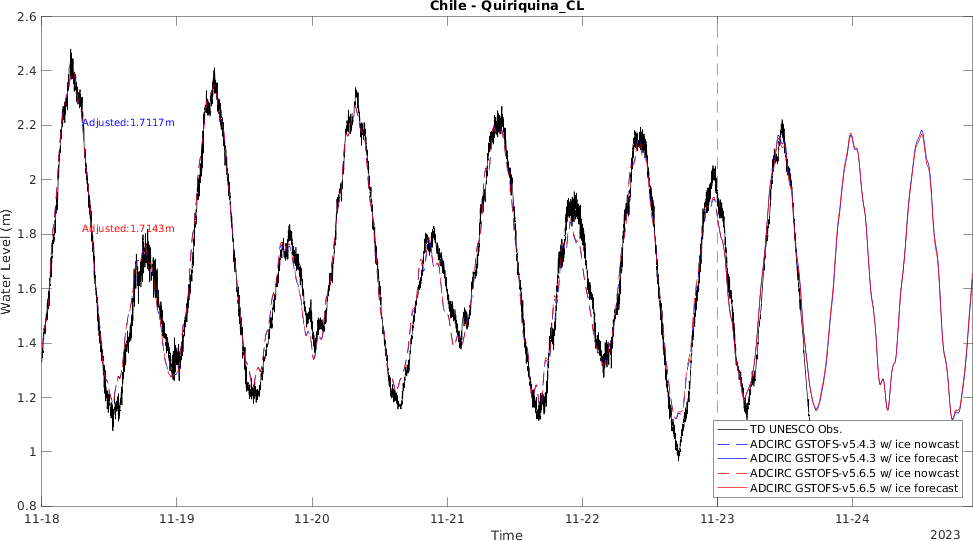 Chile - Quiriquina_CL
2.6
2.4
2.2
2
1.8
1.6
1.4
1.2
1
0.8
Water Level (m)
Adjusted:1.7117m
Adjusted:1.7143m
TD UNESCO Obs.
ADCIRC GSTOFS-v5.4.3 w/ ice nowcast
ADCIRC GSTOFS-v5.4.3 w/ ice forecast
ADCIRC GSTOFS-v5.6.5 w/ ice nowcast
ADCIRC GSTOFS-v5.6.5 w/ ice forecast
11-18 11-19 11-20 11-21 11-22 11-23 11-24
Time
2023